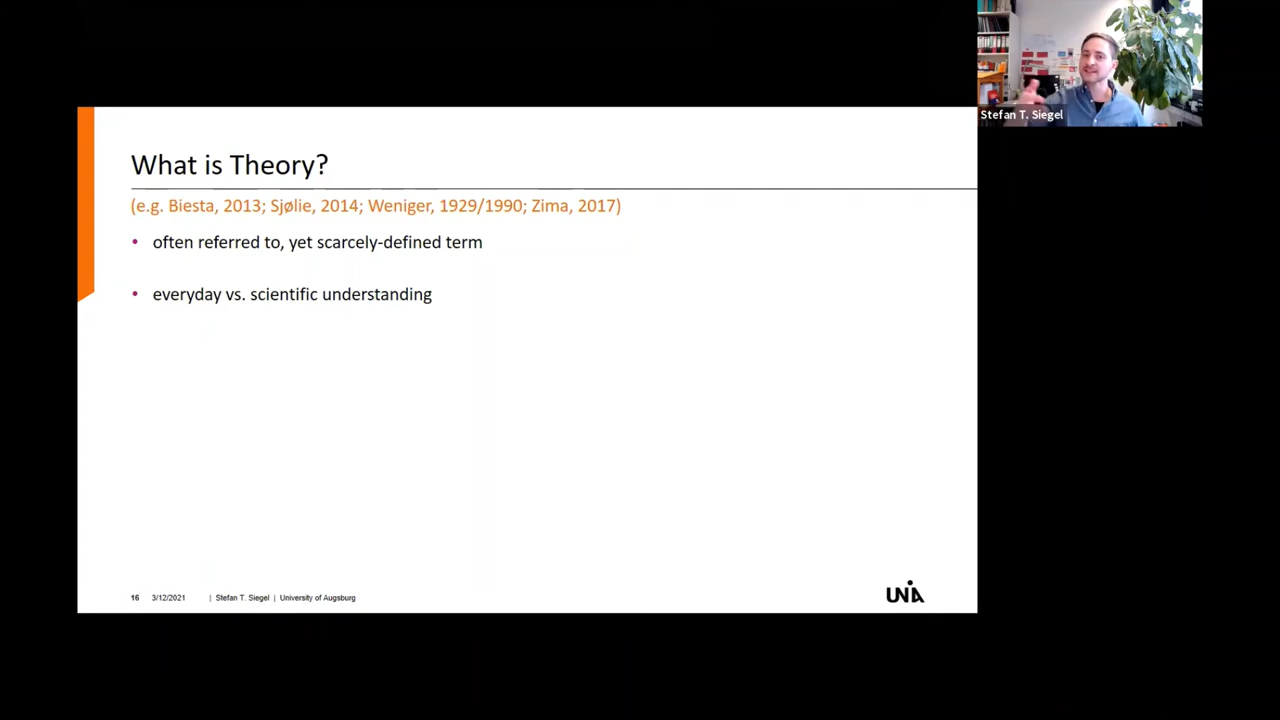 Stefan T. Siegel
What is Theory?
(e.g. Biesta, 2013; Sjølie, 2014; Weniger, 1929/1990; Zima, 2017)
• often referred to, yet scarcely-defined term
• everyday vs. scientific understanding
16 3/12/2021 | Stefan T. Siegel | University of Augsburg
UNIA